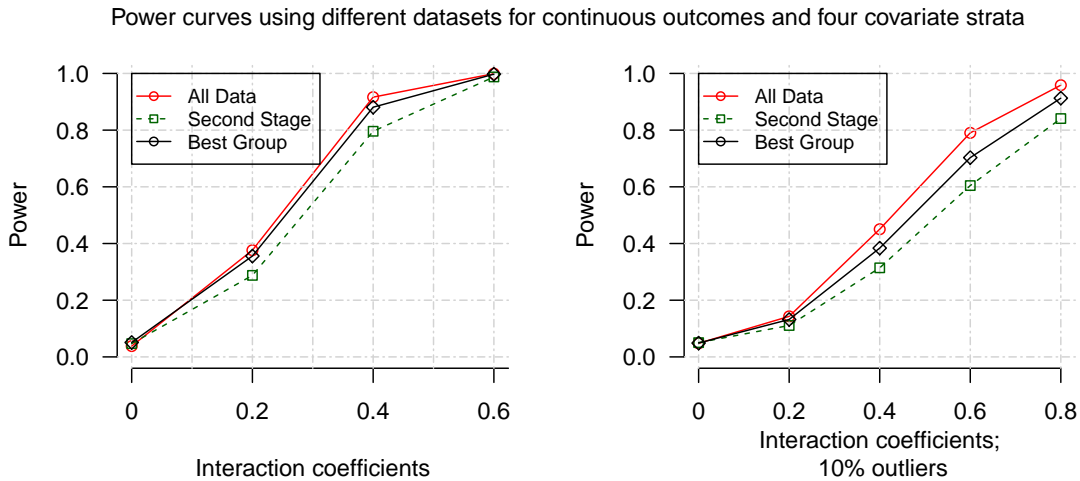 Power curves using different datasets for continuous outcomes and four covariate strata
1.0
0.8
0.6
0.4
0.2
0.0
Power
All Data
Second Stage
Best Group
0
0.2
0.4
0.6
Interaction coefficients
1.0
0.8
0.6
0.4
0.2
0.0
Power
All Data
Second Stage
Best Group
0
0.2
0.4
0.6
0.8
Interaction coefficients;
10% outliers